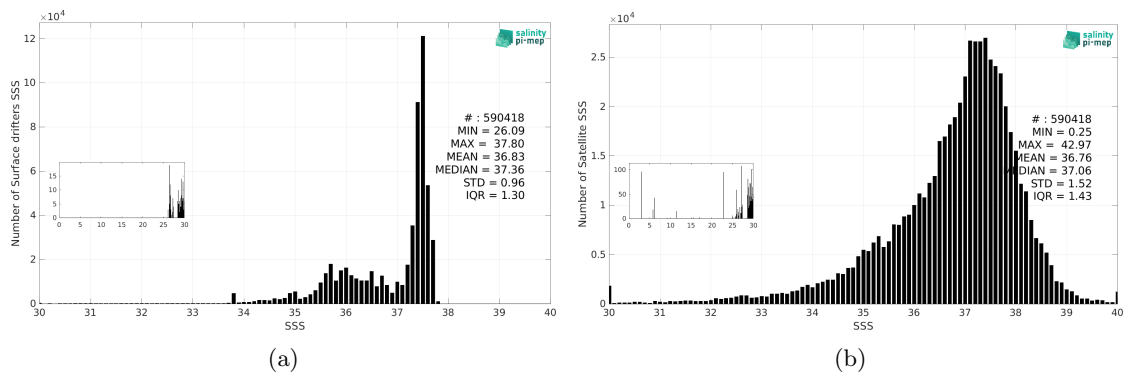 ×10⁴
12
10
8
6
4
2
0
Number of Surface drifters SSS
salinity
pi-mep
# : 590418
MIN = 26.09
MAX = 37.80
MEAN = 36.83
MEDIAN = 37.36
STD = 0.96
IQR = 1.30
15
10
5
0
0 5 10 15 20 25 30
30 31 32 33 34 35 36 37 38 39 40
SSS
(a)
×10⁴
2.5
2
1.5
1
0.5
0
Number of Satellite SSS
salinity
pi-mep
# : 590418
MIN = 0.25
MAX = 42.97
MEAN = 36.76
MEDIAN = 37.06
STD = 1.52
IQR = 1.43
100
50
0
0 5 10 15 20 25 30
30 31 32 33 34 35 36 37 38 39 40
SSS
(b)